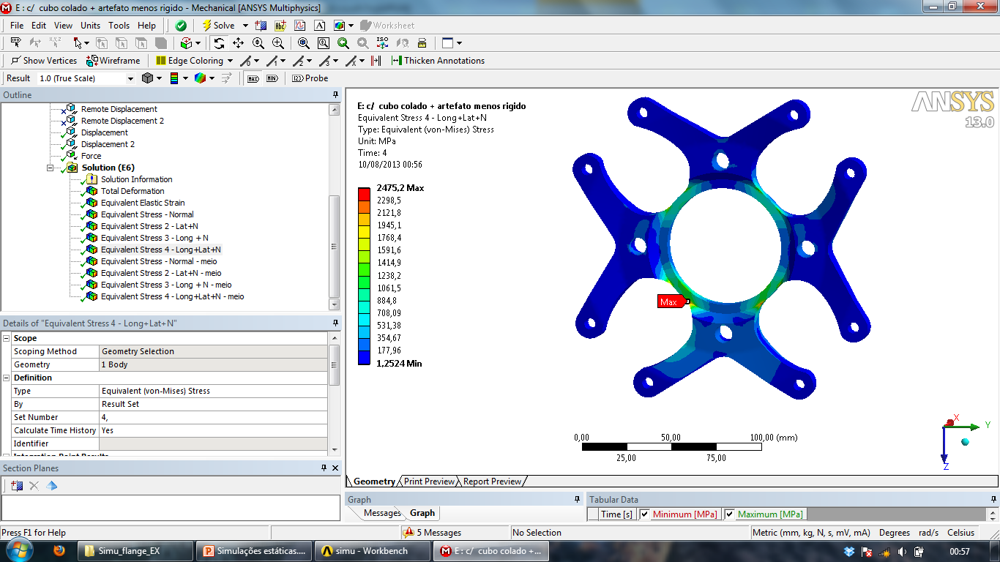 E : c/ cubo colado + artefato menos rigido - Mechanical [ANSYS Multiphysics]
File Edit View Units Tools Help Solve Worksheet
Show Vertices Wireframe Edge Coloring Thicken Annotations
Result 1.0 (True Scale) MAX MIN Probe
Outline
Remote Displacement
Remote Displacement 2
Displacement
Displacement 2
Force
Solution (E6)
Solution Information
Total Deformation
Equivalent Elastic Strain
Equivalent Stress - Normal
Equivalent Stress 2 - Lat+N
Equivalent Stress 3 - Long + N
Equivalent Stress 4 - Long+Lat+N
Equivalent Stress - Normal - meio
Equivalent Stress 2 - Lat+N - meio
Equivalent Stress 3 - Long + N - meio
Equivalent Stress 4 - Long+Lat+N - meio
Details of "Equivalent Stress 4 - Long+Lat+N"
Scope
Scoping Method Geometry Selection
Geometry 1 Body
Definition
Type Equivalent (von-Mises) Stress
By Result Set
Set Number 4,
Calculate Time History Yes
Identifier
Section Planes
E: c/ cubo colado + artefato menos rigido
Equivalent Stress 4 - Long+Lat+N
Type: Equivalent (von-Mises) Stress
Unit: MPa
Time: 4
10/08/2013 00:56
2475,2 Max
2298,5
2121,8
1945,1
1768,4
1591,6
1414,9
1238,2
1061,5
884,8
708,09
531,38
354,67
177,96
1,2524 Min
Max
ANSYS
13.0
0,00 50,00 100,00 (mm)
25,00 75,00
X
Y
Z
Geometry Print Preview Report Preview
Graph
Messages Graph
Tabular Data
Time [s] Minimum [MPa] Maximum [MPa]
Press F1 for Help 5 Messages No Selection Metric (mm, kg, N, s, mV, mA) Degrees rad/s Celsius
Simu_flange_EX Simulações estáticas.... simu - Workbench E : c/ cubo colado +... 00:57